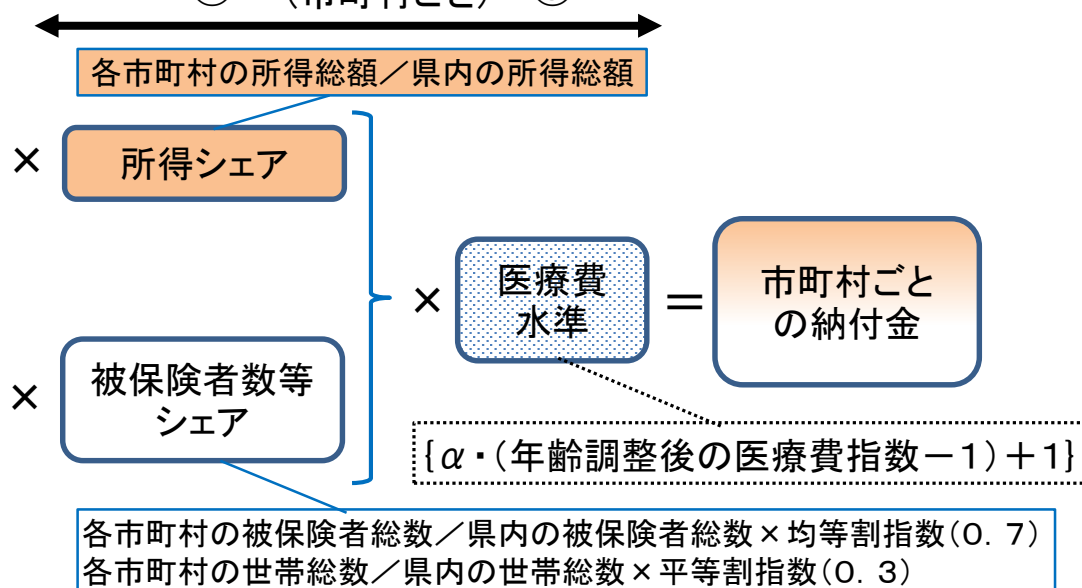 (市町村ごと)
各市町村の所得総額／県内の所得総額
× 所得シェア
× 医療費水準 ＝ 市町村ごとの納付金
× 被保険者数等シェア
{α・(年齢調整後の医療費指数－1)＋1}
各市町村の被保険者総数／県内の被保険者総数×均等割指数(0．7)
各市町村の世帯総数／県内の世帯総数×平等割指数(0．3)